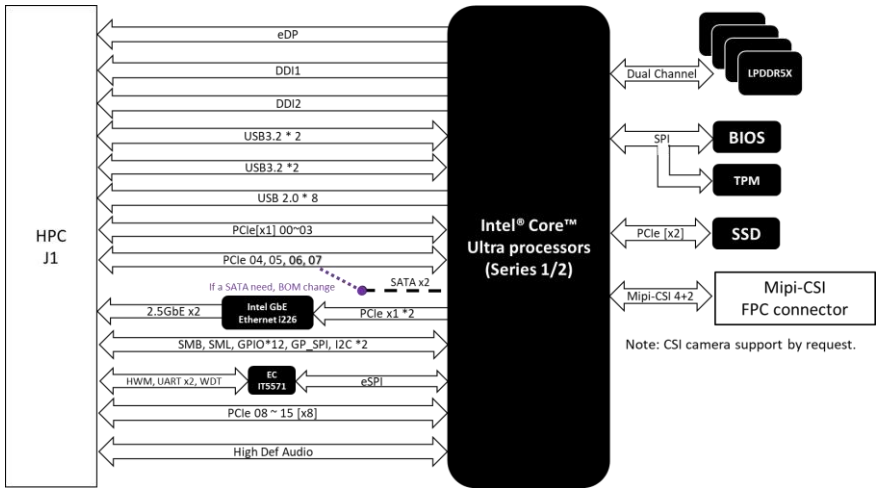 HPC
J1
eDP
DDI1
DDI2
USB3.2 * 2
USB3.2 *2
USB 2.0 * 8
PCIe[x1] 00~03
PCIe 04, 05, 06, 07
If a SATA need, BOM change
SATA x2
2.5GbE x2
Intel GbE
Ethernet i226
PCIe x1 *2
SMB, SML, GPIO*12, GP_SPI, I2C *2
HWM, UART x2, WDT
EC
IT5571
eSPI
PCIe 08 ~ 15 [x8]
High Def Audio
Intel® Core™
Ultra processors
(Series 1/2)
Dual Channel
LPDDR5X
SPI
BIOS
TPM
PCIe [x2]
SSD
Mipi-CSI 4+2
Mipi-CSI
FPC connector
Note: CSI camera support by request.